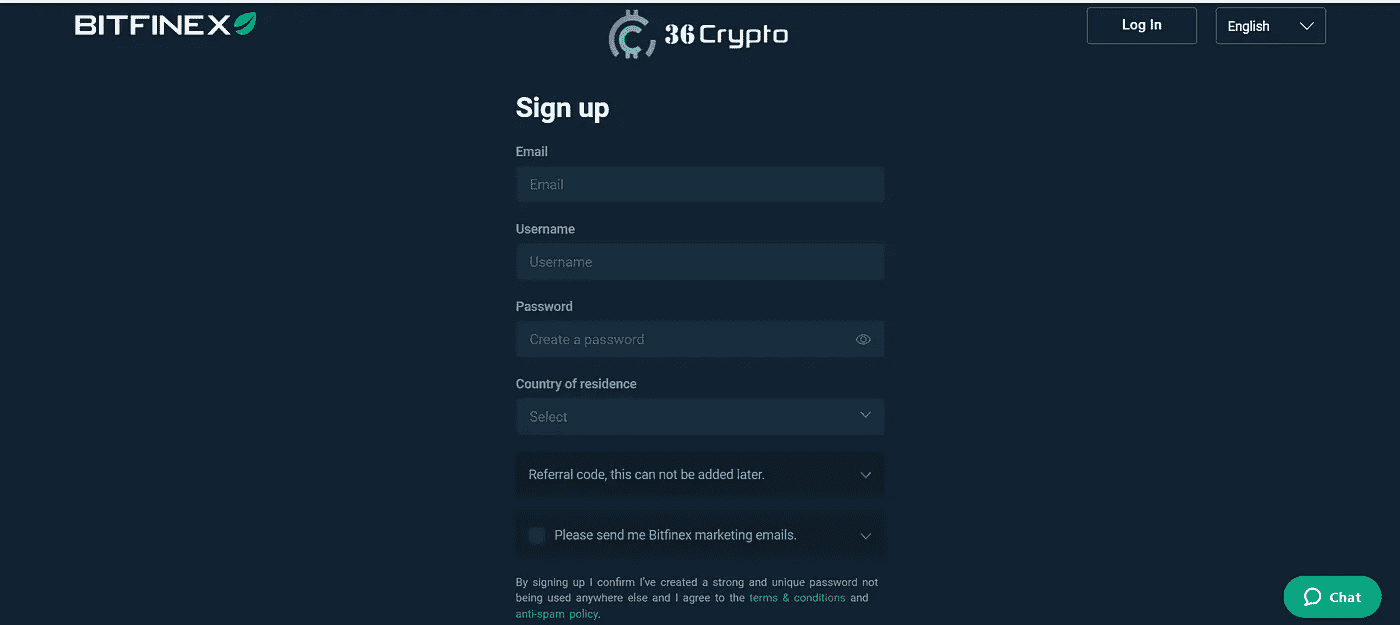 BITFINEX
36 Crypto
Log In
English
Sign up
Email
Email
Username
Username
Password
Create a password
Country of residence
Select
Referral code, this can not be added later.
Please send me Bitfinex marketing emails.
By signing up I confirm I've created a strong and unique password not
being used anywhere else and I agree to the terms & conditions and
anti-spam policy.
Chat